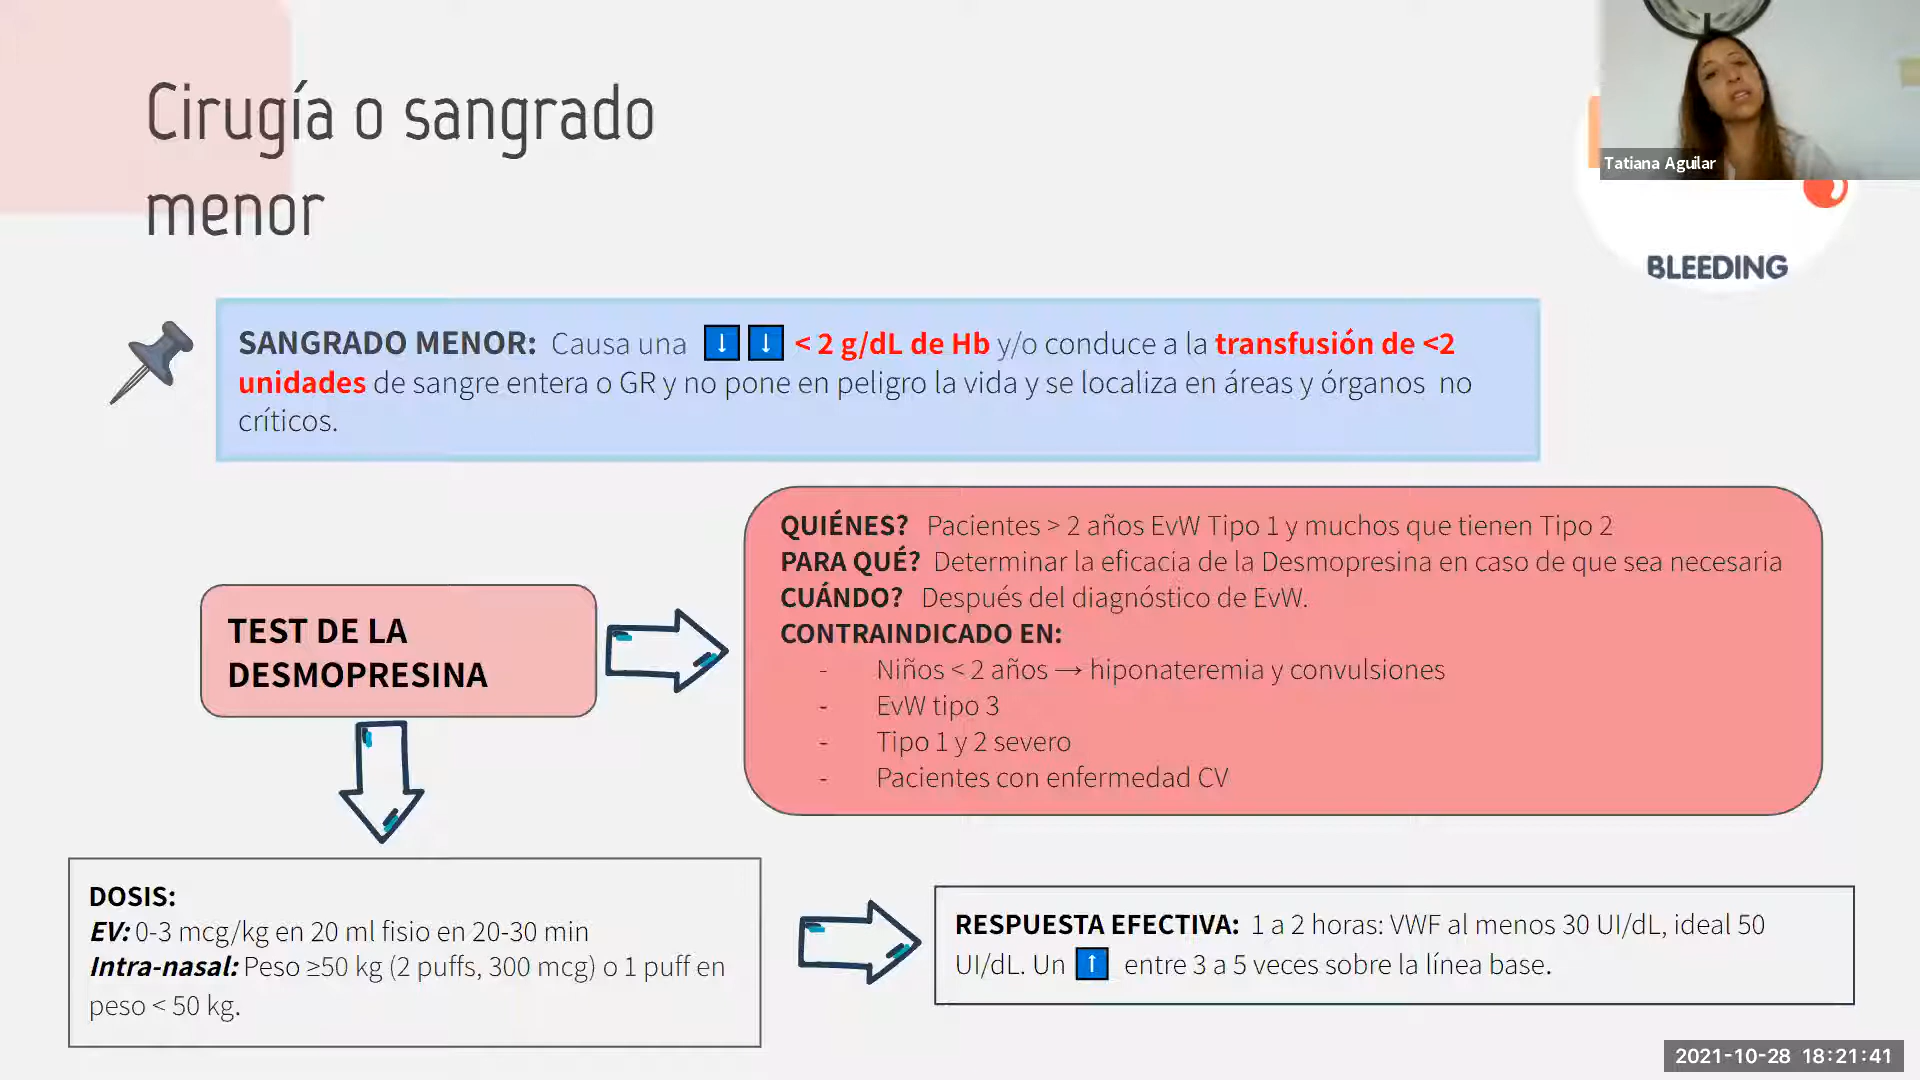 Cirugía o sangrado
menor
Tatiana Aguilar
BLEEDING
SANGRADO MENOR: Causa una ↓ ↓ < 2 g/dL de Hb y/o conduce a la transfusión de <2
unidades de sangre entera o GR y no pone en peligro la vida y se localiza en áreas y órganos no
críticos.
QUIÉNES? Pacientes > 2 años EvW Tipo 1 y muchos que tienen Tipo 2
PARA QUÉ? Determinar la eficacia de la Desmopresina en caso de que sea necesaria
CUÁNDO? Después del diagnóstico de EvW.
CONTRAINDICADO EN:
- Niños < 2 años → hiponateremia y convulsiones
- EvW tipo 3
- Tipo 1 y 2 severo
- Pacientes con enfermedad CV
TEST DE LA
DESMOPRESINA
DOSIS:
EV: 0-3 mcg/kg en 20 ml fisio en 20-30 min
Intra-nasal: Peso ≥50 kg (2 puffs, 300 mcg) o 1 puff en
peso < 50 kg.
RESPUESTA EFECTIVA: 1 a 2 horas: VWF al menos 30 UI/dL, ideal 50
UI/dL. Un ↑ entre 3 a 5 veces sobre la línea base.
2021-10-28 18:21:41